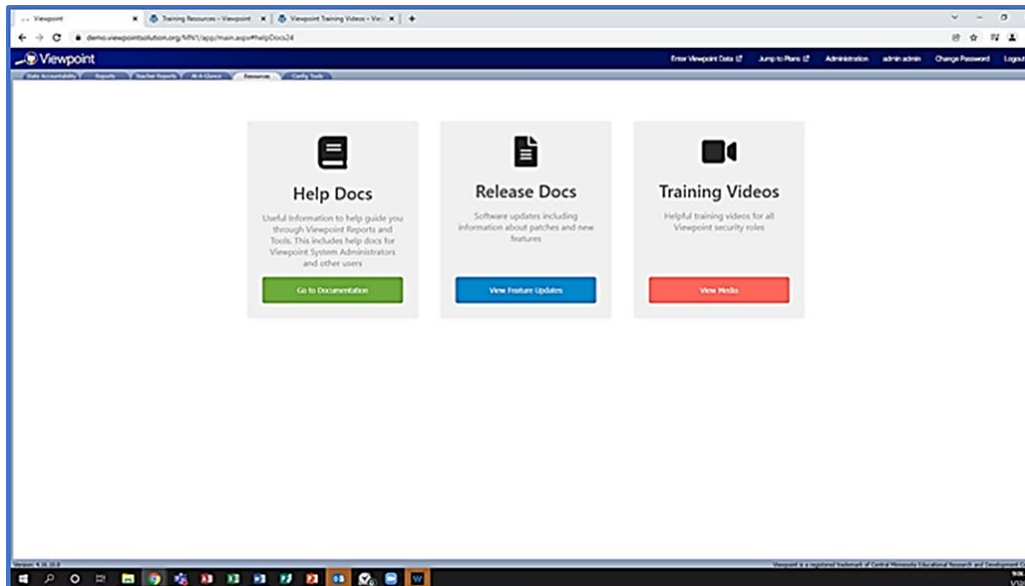 Viewpoint
Training Resources – Viewpoint
Viewpoint Training Videos – Vie
demo.viewpointsolution.org/MN1/app/main.aspx#helpDocs24
Viewpoint
Enter Viewpoint Data
Jump to Plans
Administration
admin admin
Change Password
Logout
Data Accountability
Reports
Teacher Reports
At-A-Glance
Resources
Config Tools
Help Docs
Useful Information to help guide you
through Viewpoint Reports and
Tools. This includes help docs for
Viewpoint System Administrators
and other users
Go to Documentation
Release Docs
Software updates including
information about patches and new
features
View Feature Updates
Training Videos
Helpful training videos for all
Viewpoint security roles
View Media
Viewpoint is a registered trademark of Central Minnesota Educational Research and Development C